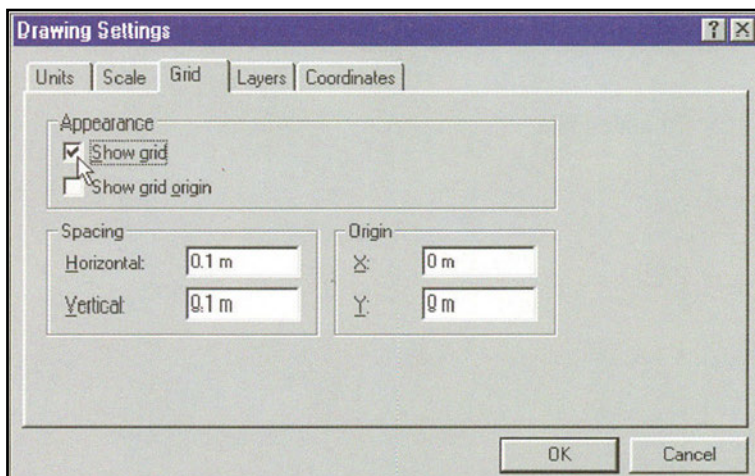 Drawing Settings
Units Scale Grid Layers Coordinates
Appearance
Show grid
Show grid origin
Spacing
Horizontal: 0.1 m
Vertical: 0.1 m
Origin
X: 0 m
Y: 0 m
OK Cancel